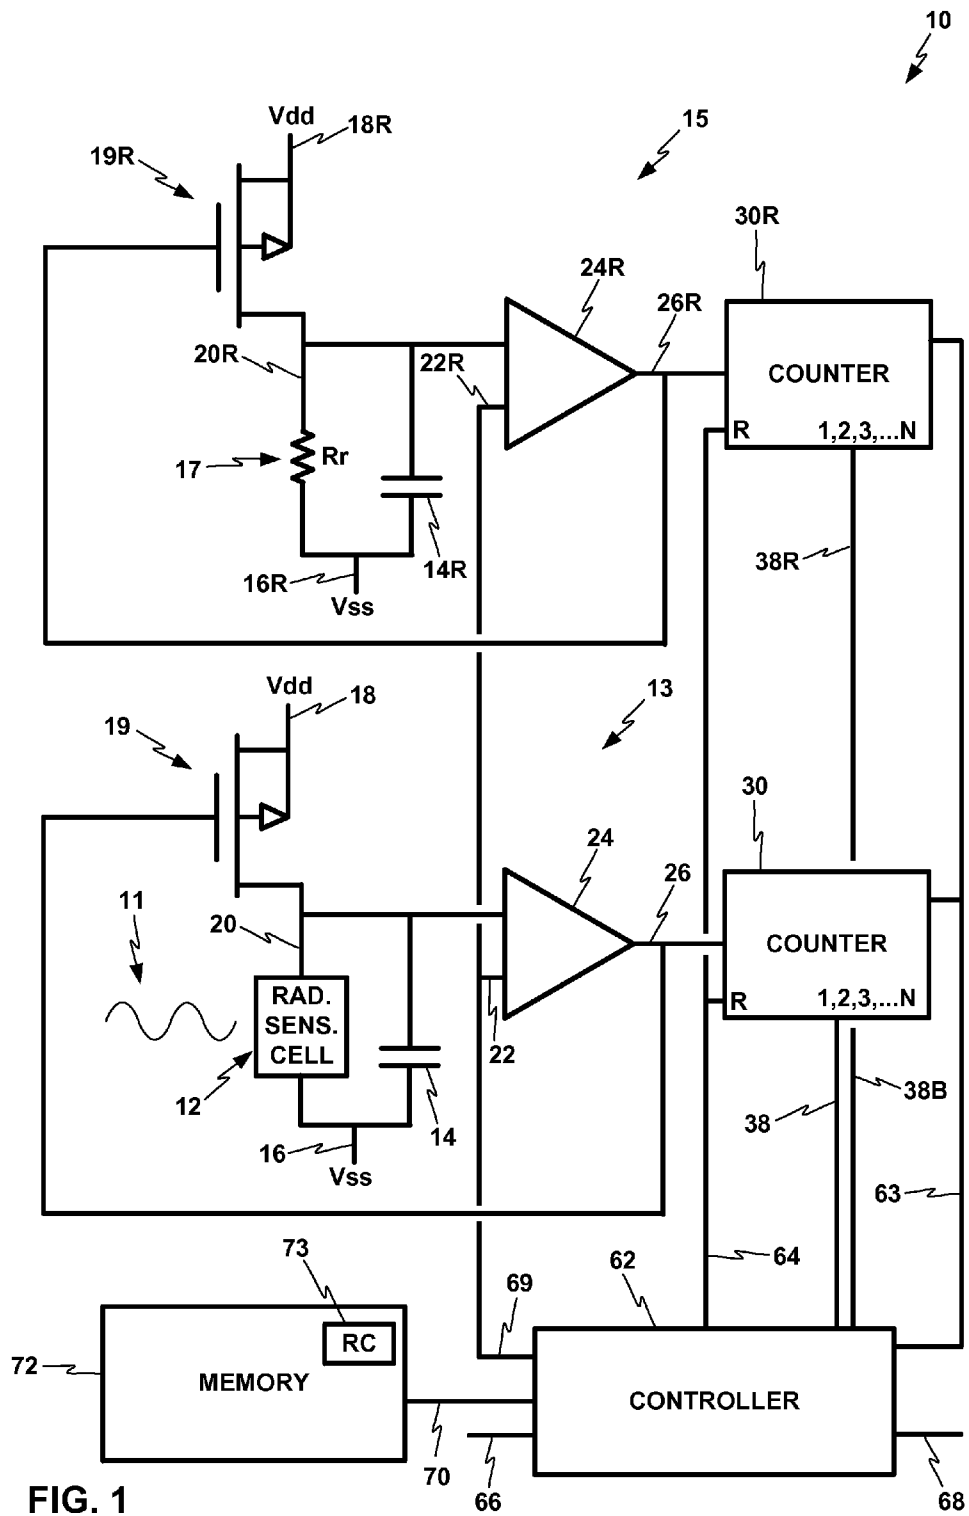 10
Vdd
18R
15
19R
30R
24R
26R
20R
22R
COUNTER
R
1,2,3,...N
17
Rr
14R
38R
16R
Vss
Vdd
18
13
19
30
24
26
11
20
COUNTER
RAD.
SENS.
CELL
R
1,2,3,...N
22
12
38B
14
38
16
Vss
63
73
64
62
69
RC
72
MEMORY
CONTROLLER
70
66
68
FIG. 1